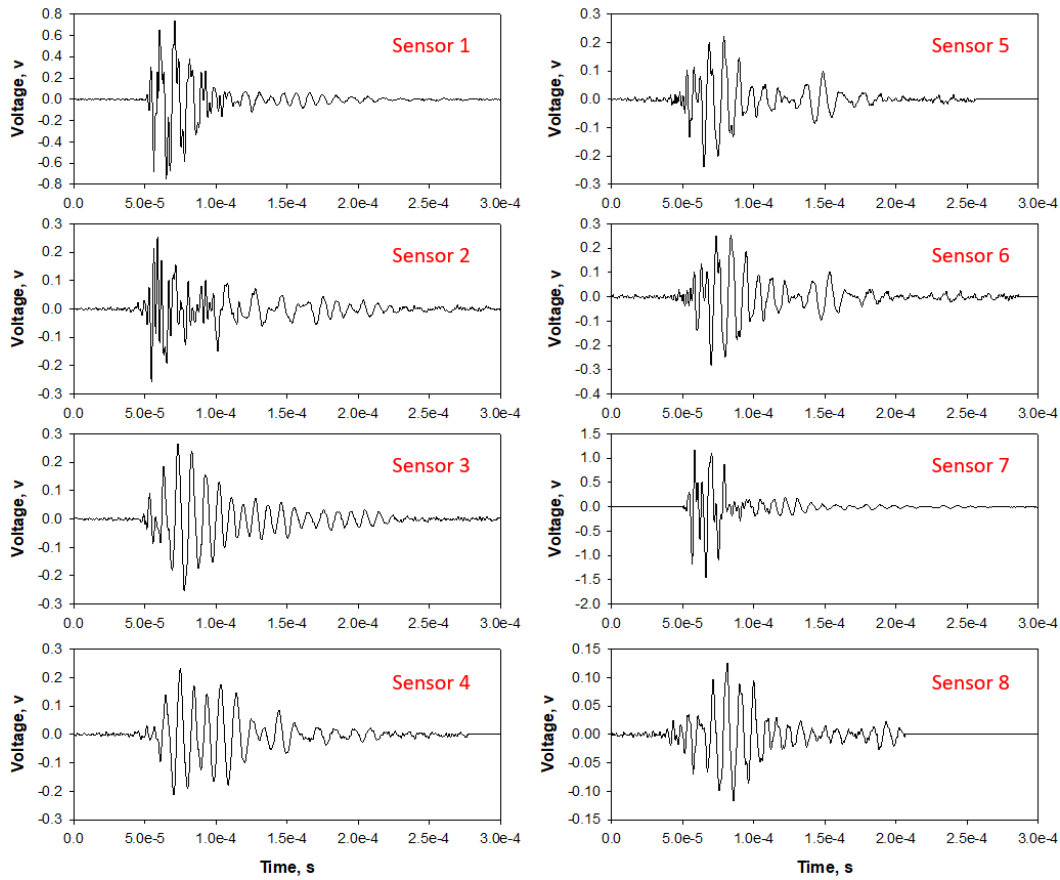 Sensor 1
Voltage, v
0.8
0.6
0.4
0.2
0.0
-0.2
-0.4
-0.6
-0.8
0.0 5.0e-5 1.0e-4 1.5e-4 2.0e-4 2.5e-4 3.0e-4
Sensor 5
Voltage, v
0.3
0.2
0.1
0.0
-0.1
-0.2
-0.3
0.0 5.0e-5 1.0e-4 1.5e-4 2.0e-4 2.5e-4 3.0e-4
Sensor 2
Voltage, v
0.3
0.2
0.1
0.0
-0.1
-0.2
-0.3
0.0 5.0e-5 1.0e-4 1.5e-4 2.0e-4 2.5e-4 3.0e-4
Sensor 6
Voltage, v
0.3
0.2
0.1
0.0
-0.1
-0.2
-0.3
-0.4
0.0 5.0e-5 1.0e-4 1.5e-4 2.0e-4 2.5e-4 3.0e-4
Sensor 3
Voltage, v
0.3
0.2
0.1
0.0
-0.1
-0.2
-0.3
0.0 5.0e-5 1.0e-4 1.5e-4 2.0e-4 2.5e-4 3.0e-4
Sensor 7
Voltage, v
1.5
1.0
0.5
0.0
-0.5
-1.0
-1.5
-2.0
0.0 5.0e-5 1.0e-4 1.5e-4 2.0e-4 2.5e-4 3.0e-4
Sensor 4
Voltage, v
0.3
0.2
0.1
0.0
-0.1
-0.2
-0.3
0.0 5.0e-5 1.0e-4 1.5e-4 2.0e-4 2.5e-4 3.0e-4
Time, s
Sensor 8
Voltage, v
0.15
0.10
0.05
0.00
-0.05
-0.10
-0.15
0.0 5.0e-5 1.0e-4 1.5e-4 2.0e-4 2.5e-4 3.0e-4
Time, s